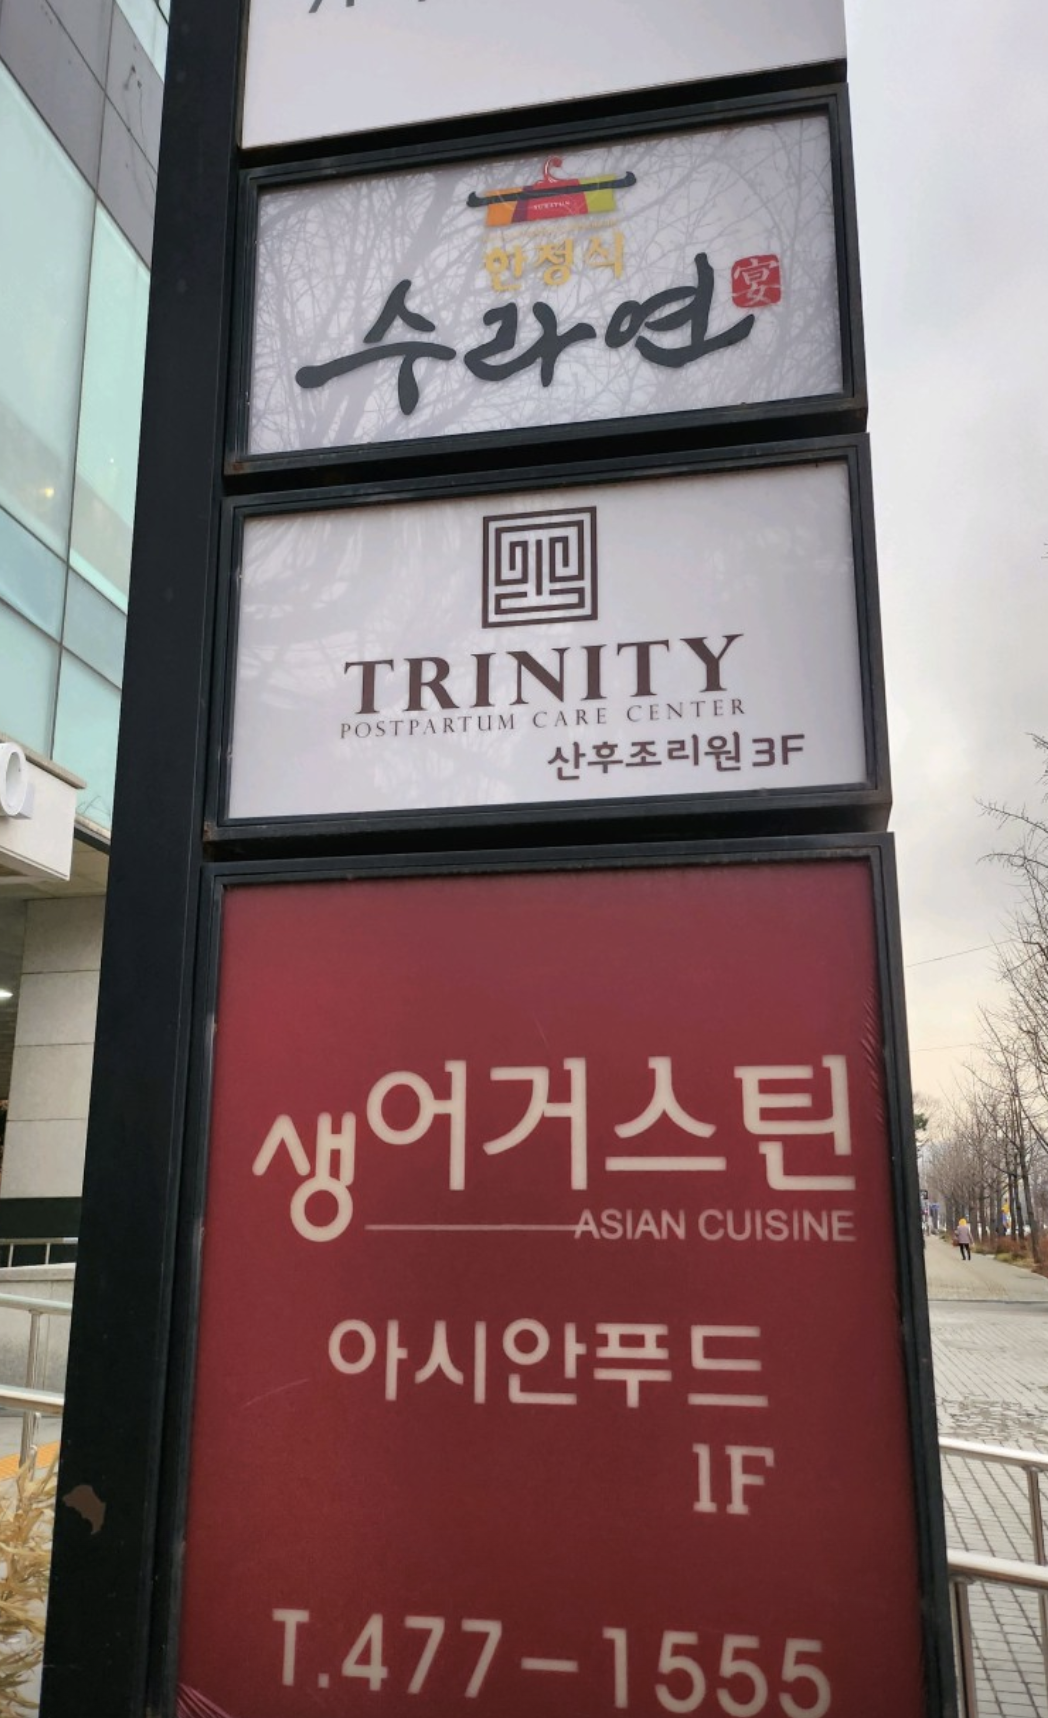 한정식
수라연 宴
TRINITY
POSTPARTUM CARE CENTER
산후조리원 3F
생어거스틴
ASIAN CUISINE
아시안푸드
1F
T.477-1555